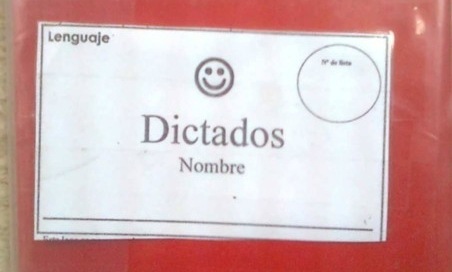 Lenguaje
Nº de lista
Dictados
Nombre